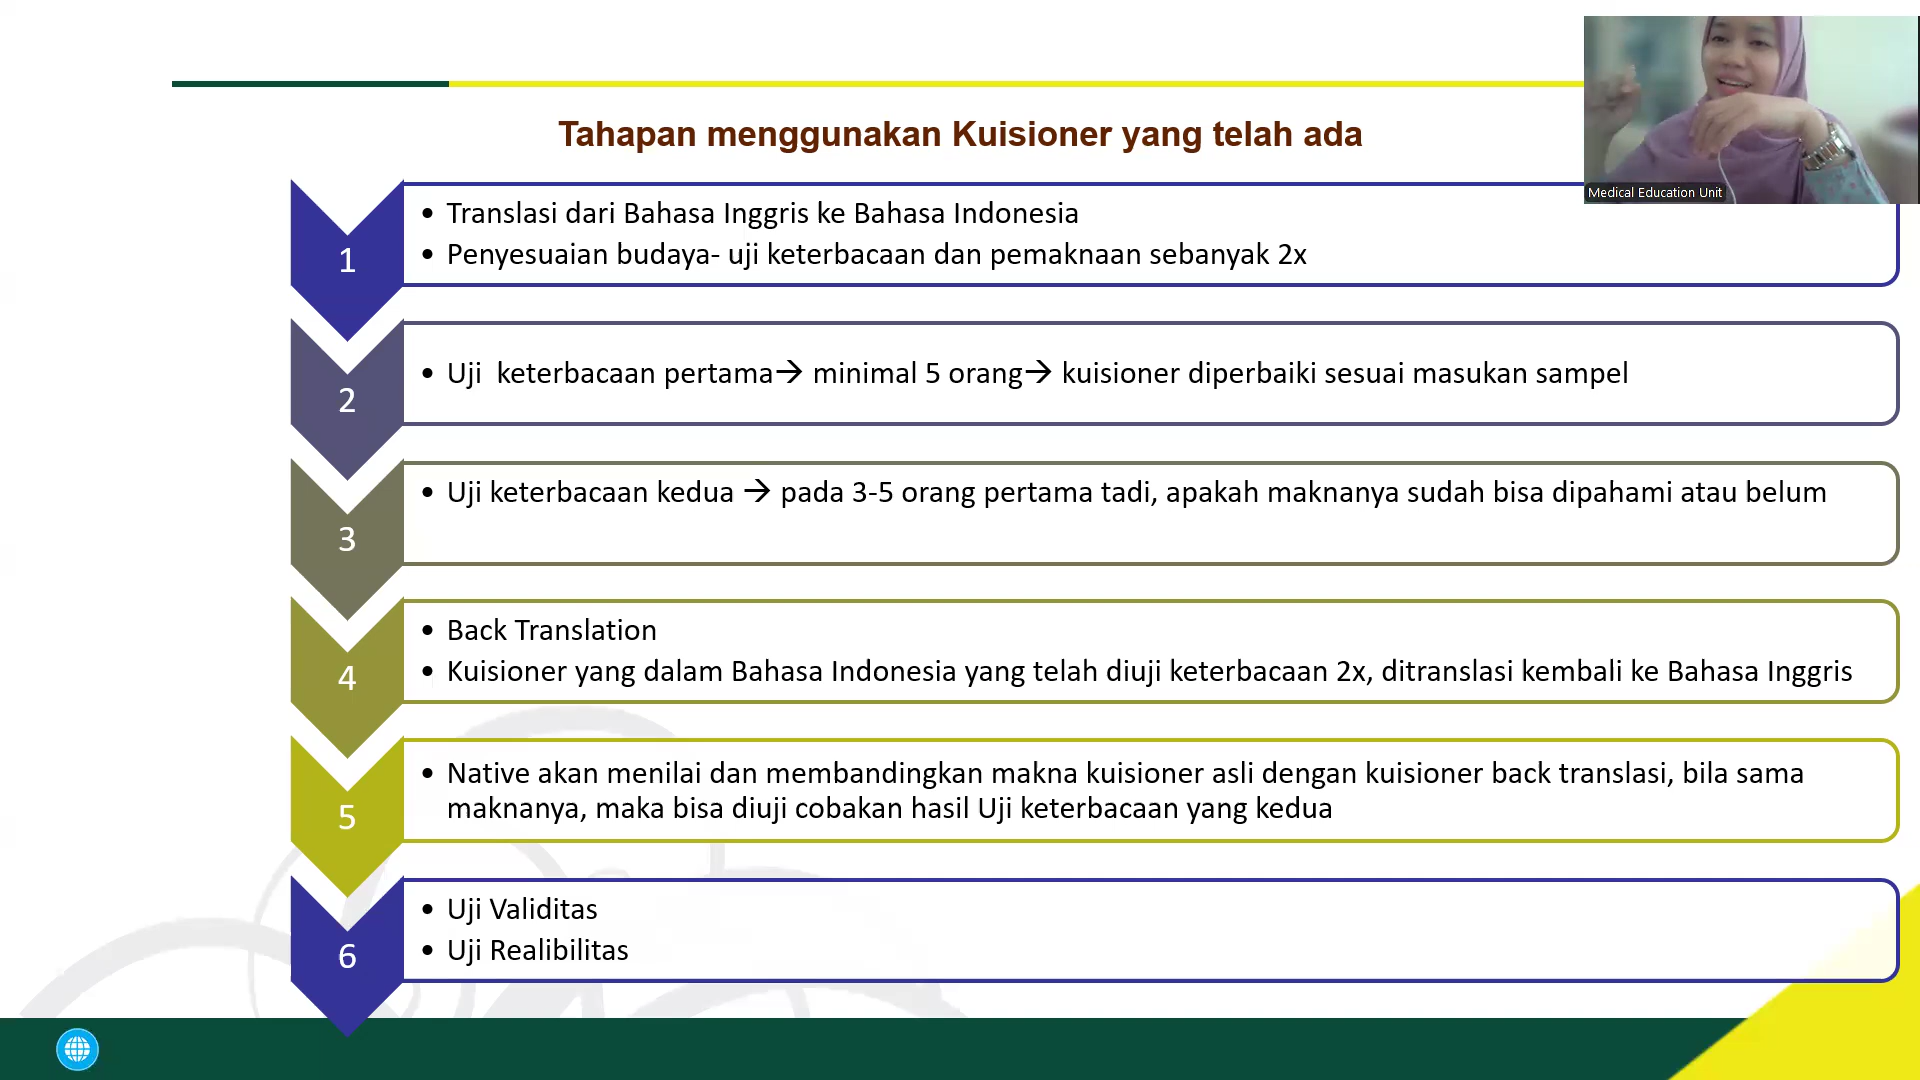 Tahapan menggunakan Kuisioner yang telah ada
Medical Education Unit
1
• Translasi dari Bahasa Inggris ke Bahasa Indonesia
• Penyesuaian budaya- uji keterbacaan dan pemaknaan sebanyak 2x
2
• Uji  keterbacaan pertama→ minimal 5 orang→ kuisioner diperbaiki sesuai masukan sampel
3
• Uji keterbacaan kedua → pada 3-5 orang pertama tadi, apakah maknanya sudah bisa dipahami atau belum
4
• Back Translation
• Kuisioner yang dalam Bahasa Indonesia yang telah diuji keterbacaan 2x, ditranslasi kembali ke Bahasa Inggris
5
• Native akan menilai dan membandingkan makna kuisioner asli dengan kuisioner back translasi, bila sama
maknanya, maka bisa diuji cobakan hasil Uji keterbacaan yang kedua
6
• Uji Validitas
• Uji Realibilitas